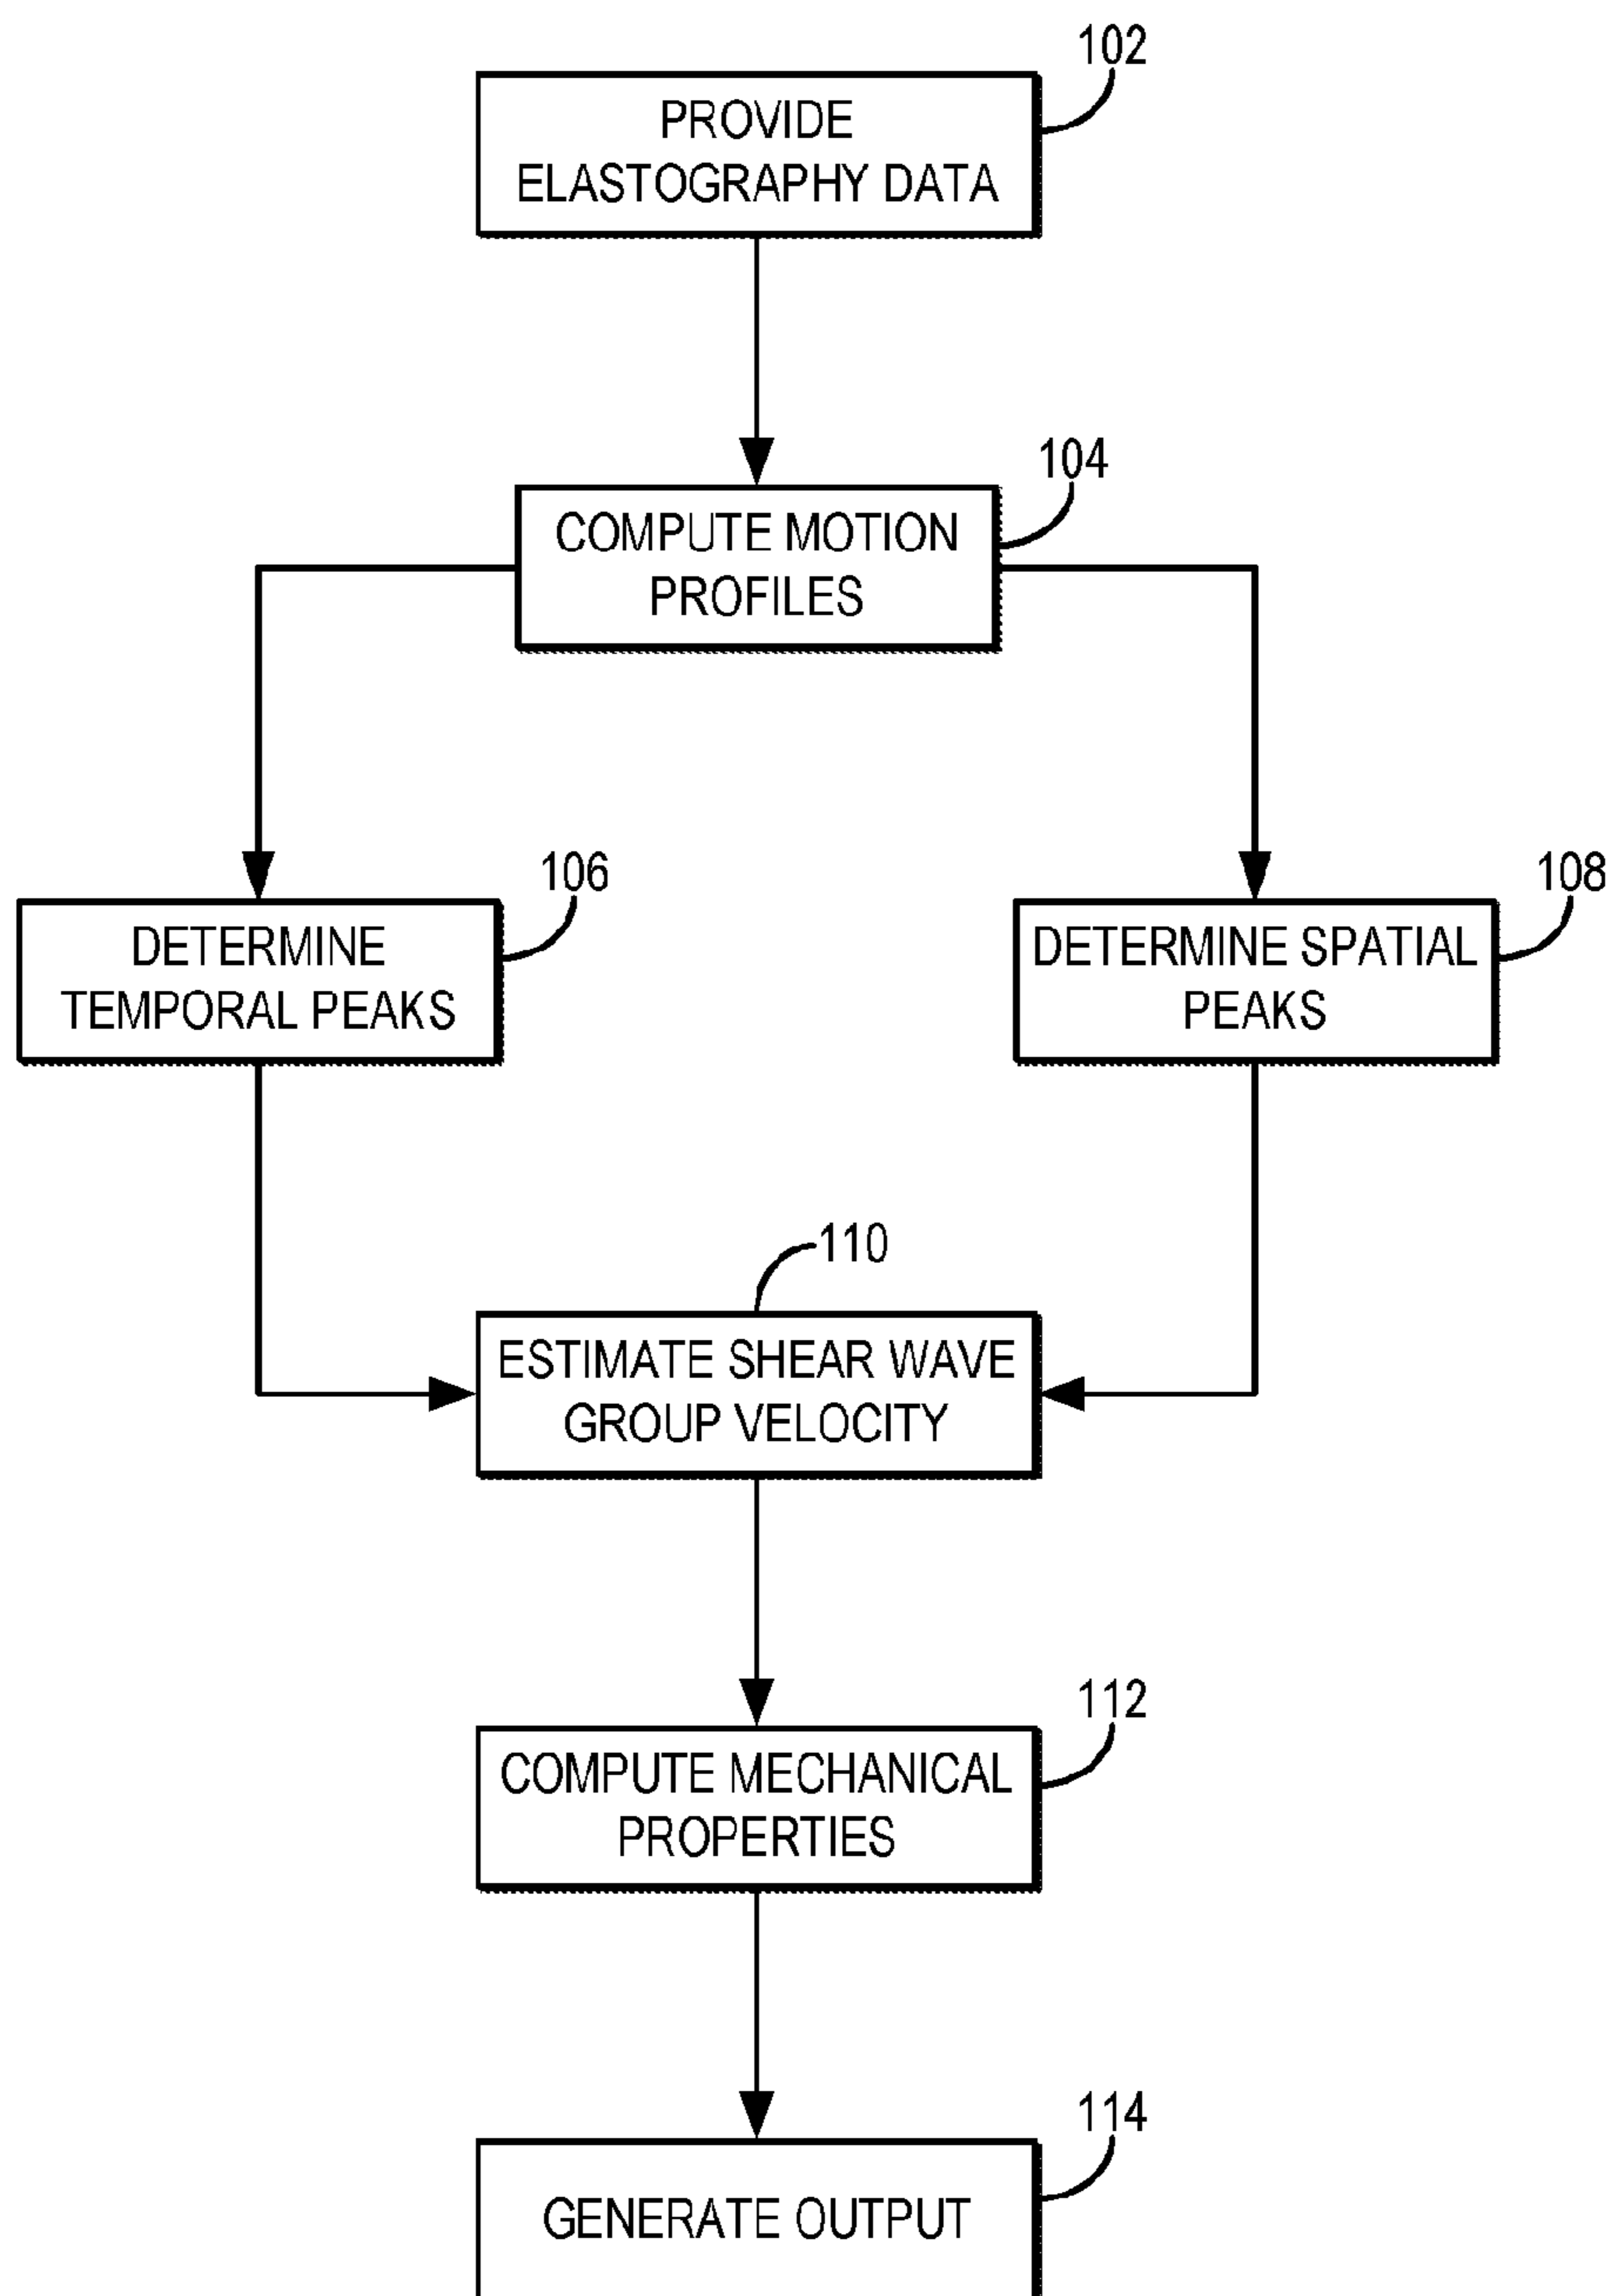 102
PROVIDE
ELASTOGRAPHY DATA
104
COMPUTE MOTION
PROFILES
106
DETERMINE
TEMPORAL PEAKS
108
DETERMINE SPATIAL
PEAKS
110
ESTIMATE SHEAR WAVE
GROUP VELOCITY
112
COMPUTE MECHANICAL
PROPERTIES
114
GENERATE OUTPUT